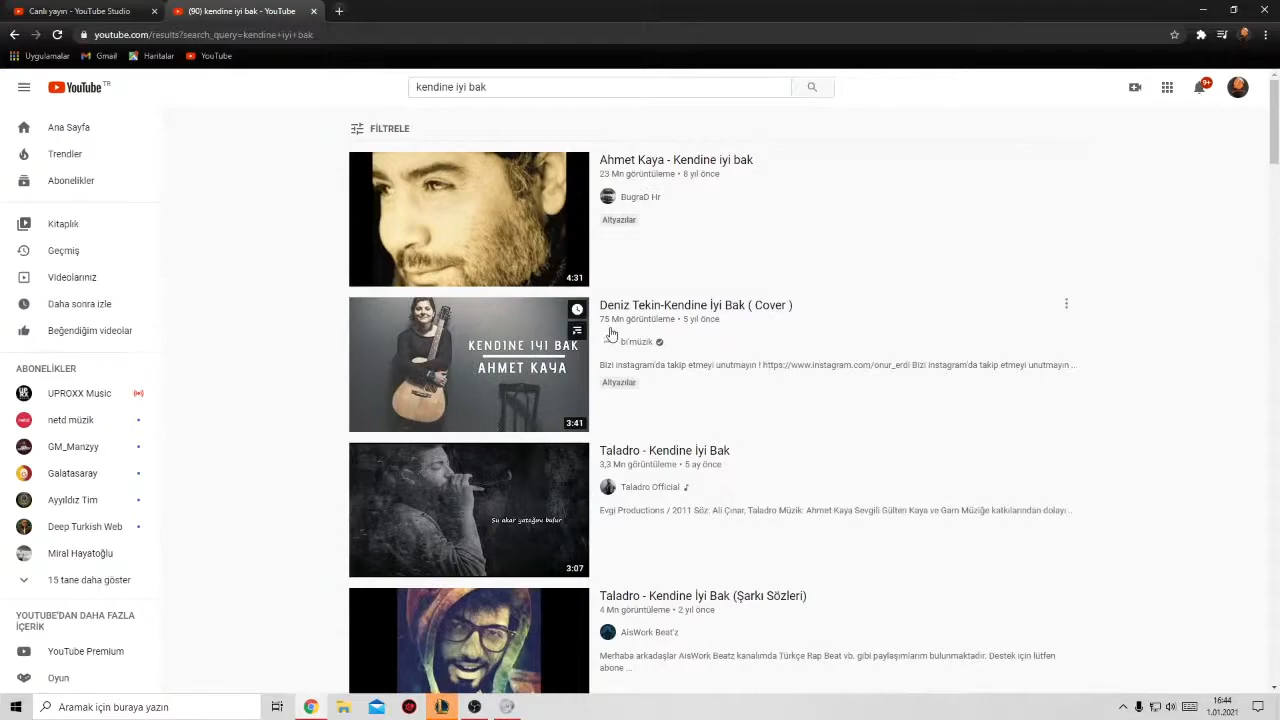 Canlı yayın - YouTube Studio
(90) kendine iyi bak - YouTube
youtube.com/results?search_query=kendine+iyi+bak
Uygulamalar
Gmail
Haritalar
YouTube
YouTube TR
kendine iyi bak
9+
Ana Sayfa
Trendler
Abonelikler
Kitaplık
Geçmiş
Videolarınız
Daha sonra izle
Beğendiğim videolar
ABONELİKLER
UPROXX Music
netd müzik
GM_Manzyy
Galatasaray
Ayyıldız Tim
Deep Turkish Web
Miral Hayatoğlu
15 tane daha göster
YOUTUBE'DAN DAHA FAZLA
İÇERİK
YouTube Premium
Oyun
FİLTRELE
4:31
Ahmet Kaya - Kendine iyi bak
23 Mn görüntüleme • 8 yıl önce
BugraD Hr
Altyazılar
KENDINE IYI BAK
AHMET KAYA
3:41
Deniz Tekin-Kendine İyi Bak ( Cover )
75 Mn görüntüleme • 5 yıl önce
bi'müzik
Bizi instagram'da takip etmeyi unutmayın ! https://www.instagram.com/onur_erdi Bizi instagram'da takip etmeyi unutmayın ...
Altyazılar
Su akar yatağını bulur
3:07
Taladro - Kendine İyi Bak
3,3 Mn görüntüleme • 5 ay önce
Taladro Official
Evgi Productions / 2011 Söz: Ali Çınar, Taladro Müzik: Ahmet Kaya Sevgili Gülten Kaya ve Gam Müziğe katkılarından dolayı ...
Taladro - Kendine İyi Bak (Şarkı Sözleri)
4 Mn görüntüleme • 2 yıl önce
AisWork Beat'z
Merhaba arkadaşlar AisWork Beatz kanalımda Türkçe Rap Beat vb. gibi paylaşımlarım bulunmaktadır. Destek için lütfen
abone ...
Aramak için buraya yazın
16:44
1.01.2021